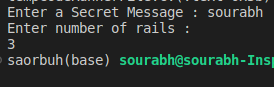 Enter a Secret Message : sourabh
Enter number of rails :
3
saorbuh(base) sourabh@sourabh-Insp